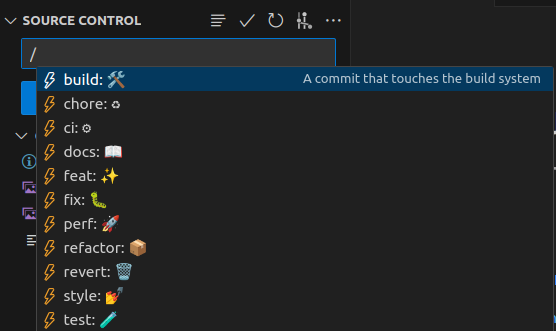 SOURCE CONTROL
/
build: 🛠️ A commit that touches the build system
chore: ♻
ci: ⚙
docs: 📖
feat: ✨
fix: 🐛
perf: 🚀
refactor: 📦
revert: 🗑️
style: 💅
test: 🧪